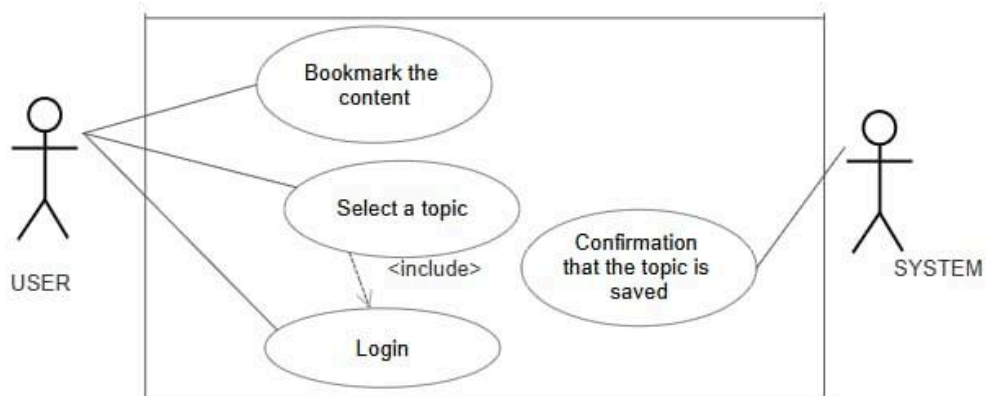 Bookmark the
content
Select a topic
<include>
Login
Confirmation
that the topic is
saved
USER
SYSTEM